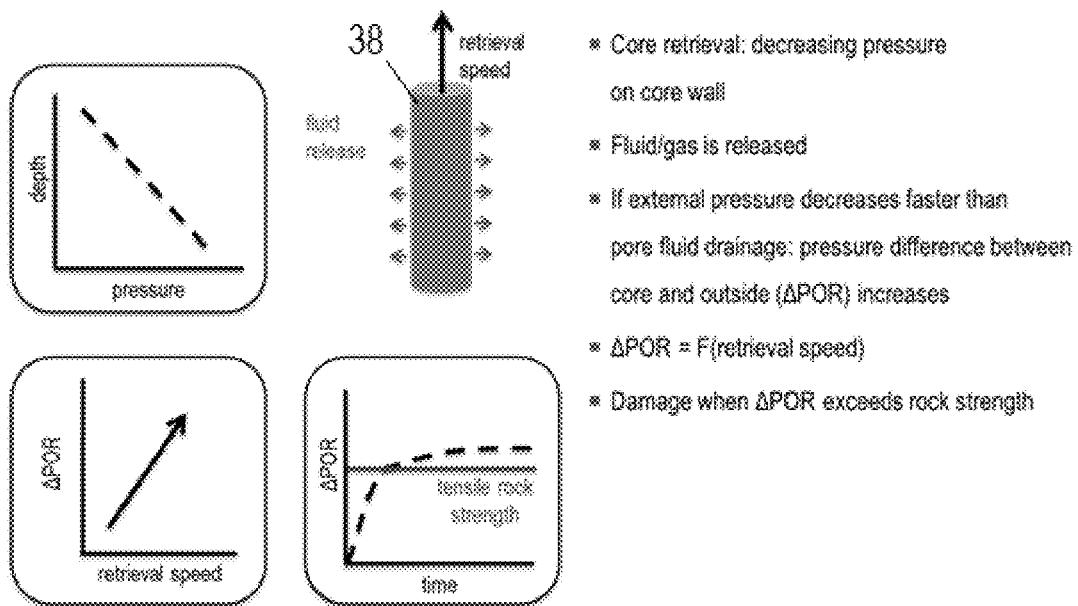 38
retrieval
speed
fluid
release
depth
pressure
ΔPOR
retrieval speed
ΔPOR
tensile rock
strength
time
■ Core retrieval: decreasing pressure
on core wall
■ Fluid/gas is released
■ If external pressure decreases faster than
pore fluid drainage: pressure difference between
core and outside (ΔPOR) increases
■ ΔPOR = F(retrieval speed)
■ Damage when ΔPOR exceeds rock strength